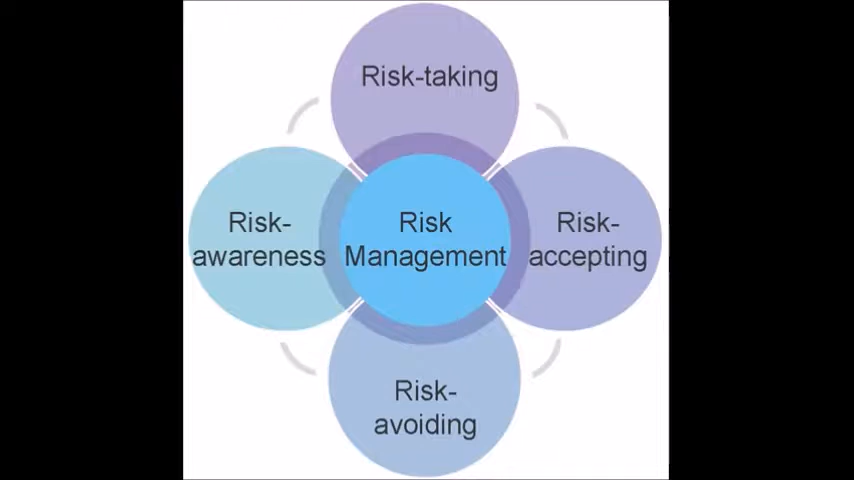 Risk-taking
Risk-
awareness
Risk
Management
Risk-
accepting
Risk-
avoiding